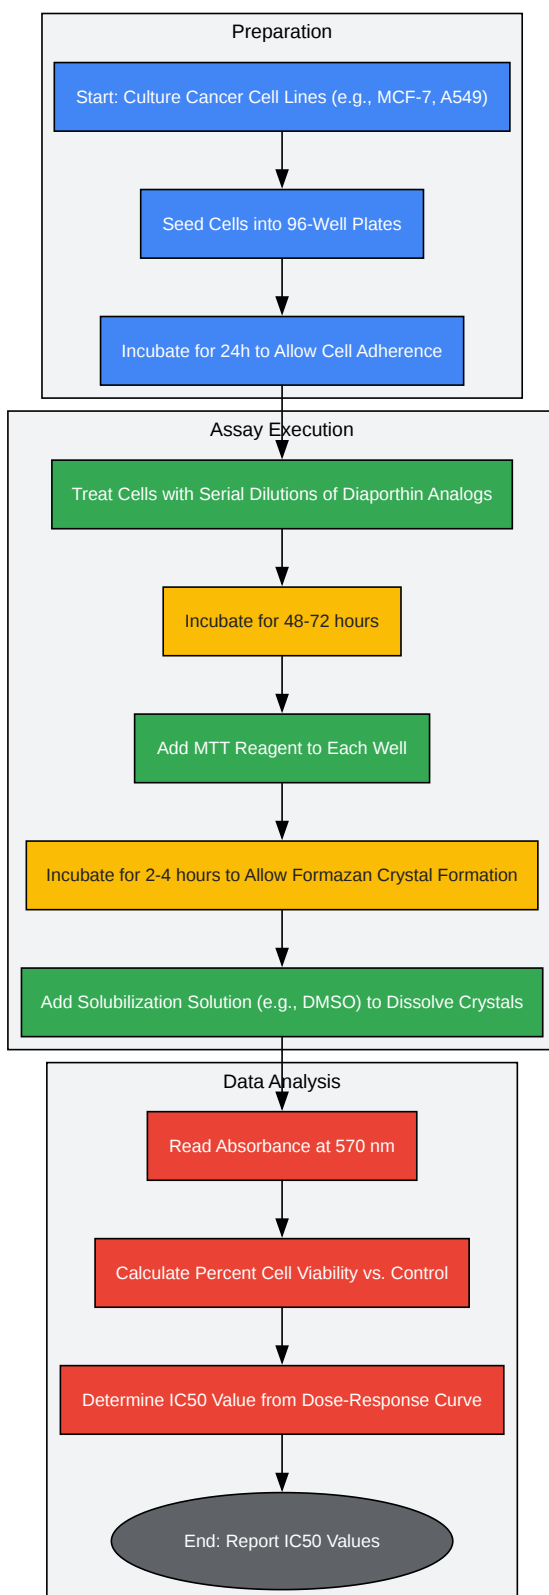 Preparation
Start: Culture Cancer Cell Lines (e.g., MCF-7, A549)
Seed Cells into 96-Well Plates
Incubate for 24h to Allow Cell Adherence
Assay Execution
Treat Cells with Serial Dilutions of Diaporthin Analogs
Incubate for 48-72 hours
Add MTT Reagent to Each Well
Incubate for 2-4 hours to Allow Formazan Crystal Formation
Add Solubilization Solution (e.g., DMSO) to Dissolve Crystals
Data Analysis
Read Absorbance at 570 nm
Calculate Percent Cell Viability vs. Control
Determine IC50 Value from Dose-Response Curve
End: Report IC50 Values